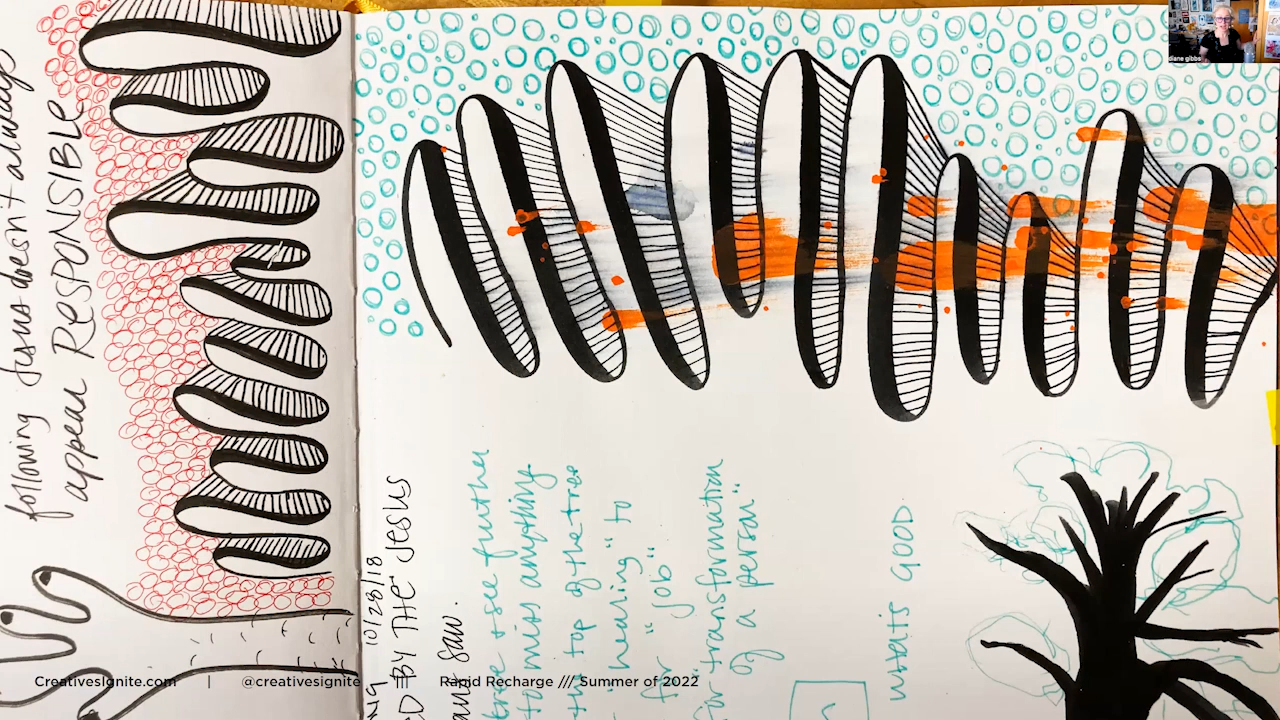 following Jesus doesn't always
appear RESPONSIBLE
10/28/18
BY THE JESUS
saw.
tree + see further
to miss anything
the top of the tree
"healing" to
for "job"
for "transformation
of a person"
what is GOOD
diane gibbs
CreativesIgnite.com | @creativesignite /// Rapid Recharge /// Summer of 2022